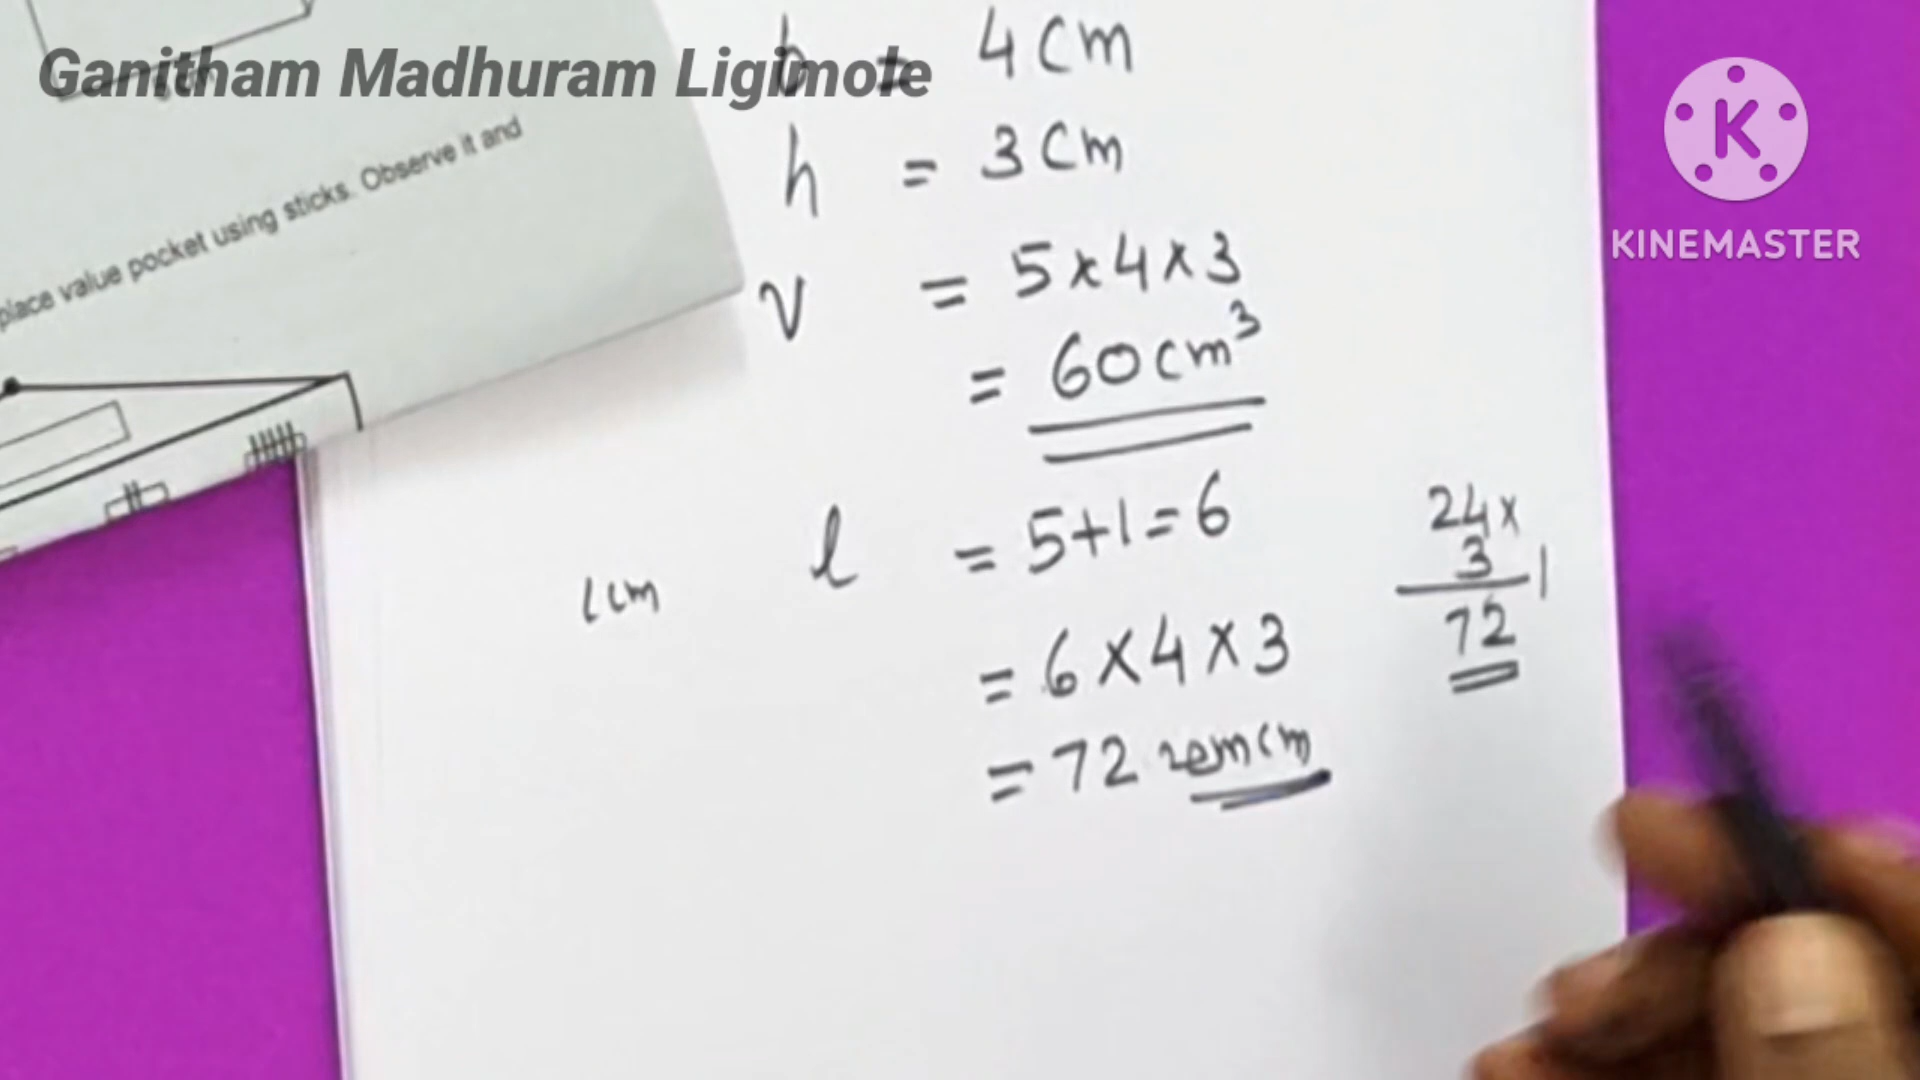 Ganitham Madhuram Ligimole
KINEMASTER
place value pocket using sticks. Observe it and
b = 4 cm
h = 3 cm
V = 5 x 4 x 3
= 60 cm³
l = 5+1=6
1cm
= 6 x 4 x 3
= 72
24 x
3
72